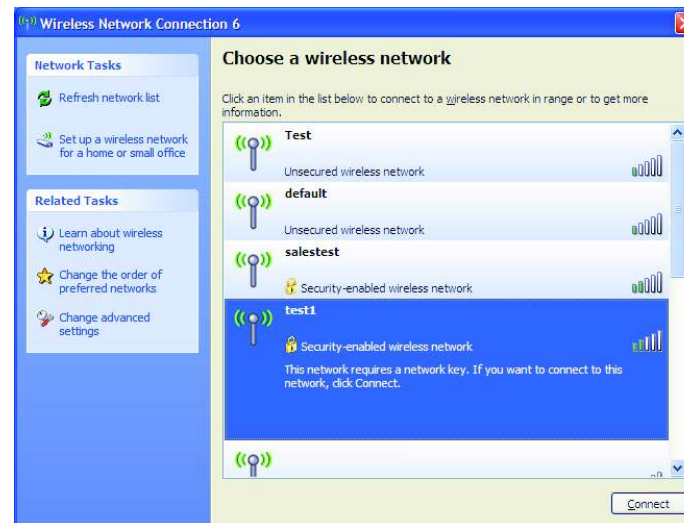 Wireless Network Connection 6
Network Tasks
Refresh network list
Set up a wireless network
for a home or small office
Related Tasks
Learn about wireless
networking
Change the order of
preferred networks
Change advanced
settings
Choose a wireless network
Click an item in the list below to connect to a wireless network in range or to get more
information.
Test
Unsecured wireless network
default
Unsecured wireless network
salestest
Security-enabled wireless network
test1
Security-enabled wireless network
This network requires a network key. If you want to connect to this
network, click Connect.
Connect